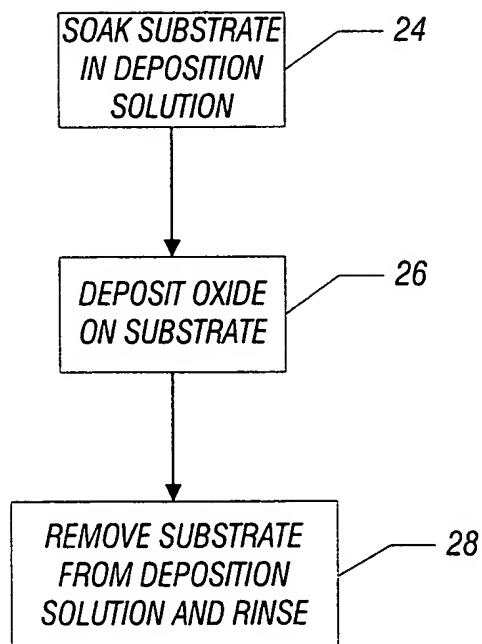 SOAK SUBSTRATE
IN DEPOSITION
SOLUTION
24
DEPOSIT OXIDE
ON SUBSTRATE
26
REMOVE SUBSTRATE
FROM DEPOSITION
SOLUTION AND RINSE
28